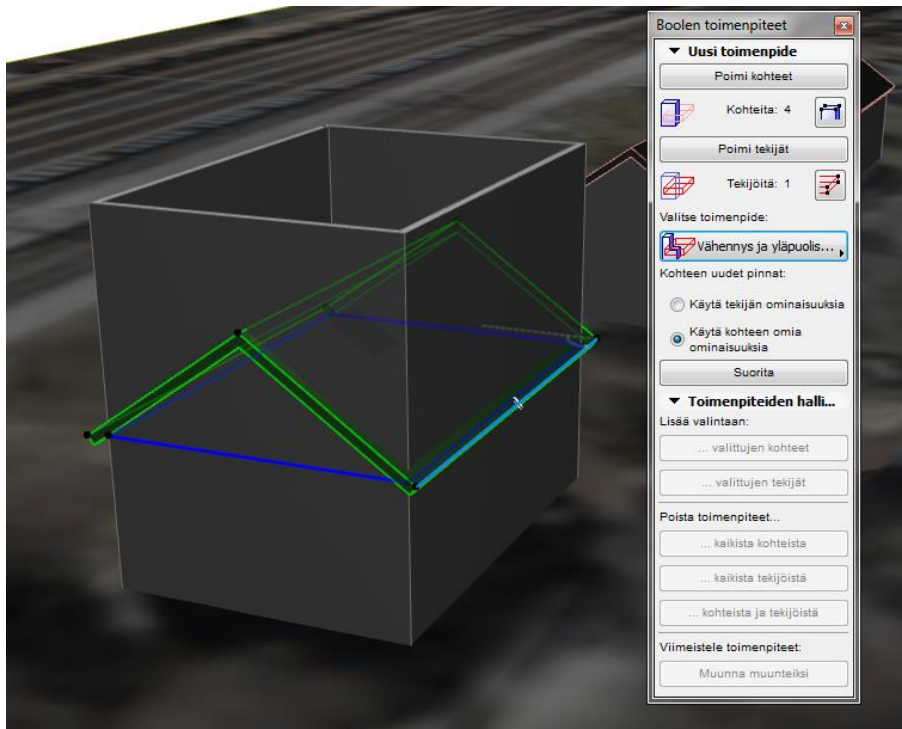 Boolen toimenpiteet
Uusi toimenpide
Poimi kohteet
Kohteita: 4
Poimi tekijät
Tekijöitä: 1
Valitse toimenpide:
Vähennys ja yläpuolis...
Kohteen uudet pinnat:
Käytä tekijän ominaisuuksia
Käytä kohteen omia
ominaisuuksia
Suorita
Toimenpiteiden halli...
Lisää valintaan:
... valittujen kohteet
... valittujen tekijät
Poista toimenpiteet...
... kaikista kohteista
... kaikista tekijöistä
... kohteista ja tekijöistä
Viimeistele toimenpiteet:
Muunna muunteiksi